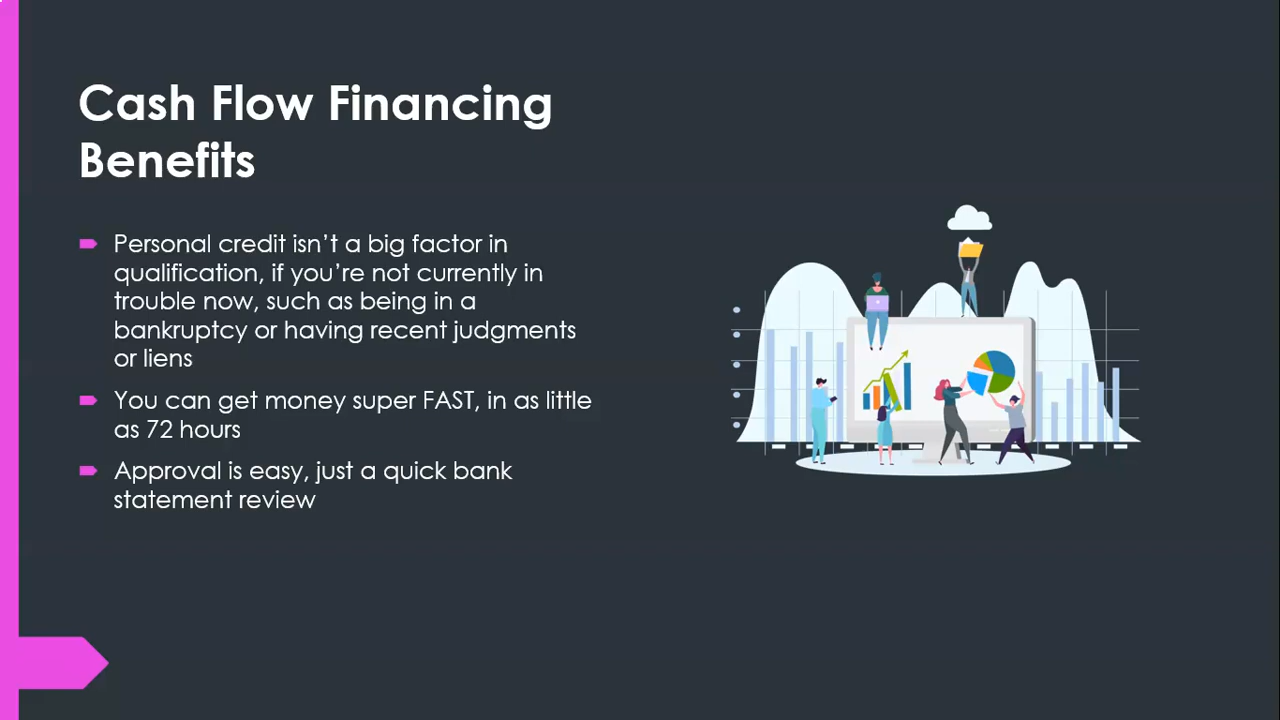 Cash Flow Financing
Benefits
Personal credit isn't a big factor in
qualification, if you're not currently in
trouble now, such as being in a
bankruptcy or having recent judgments
or liens
You can get money super FAST, in as little
as 72 hours
Approval is easy, just a quick bank
statement review